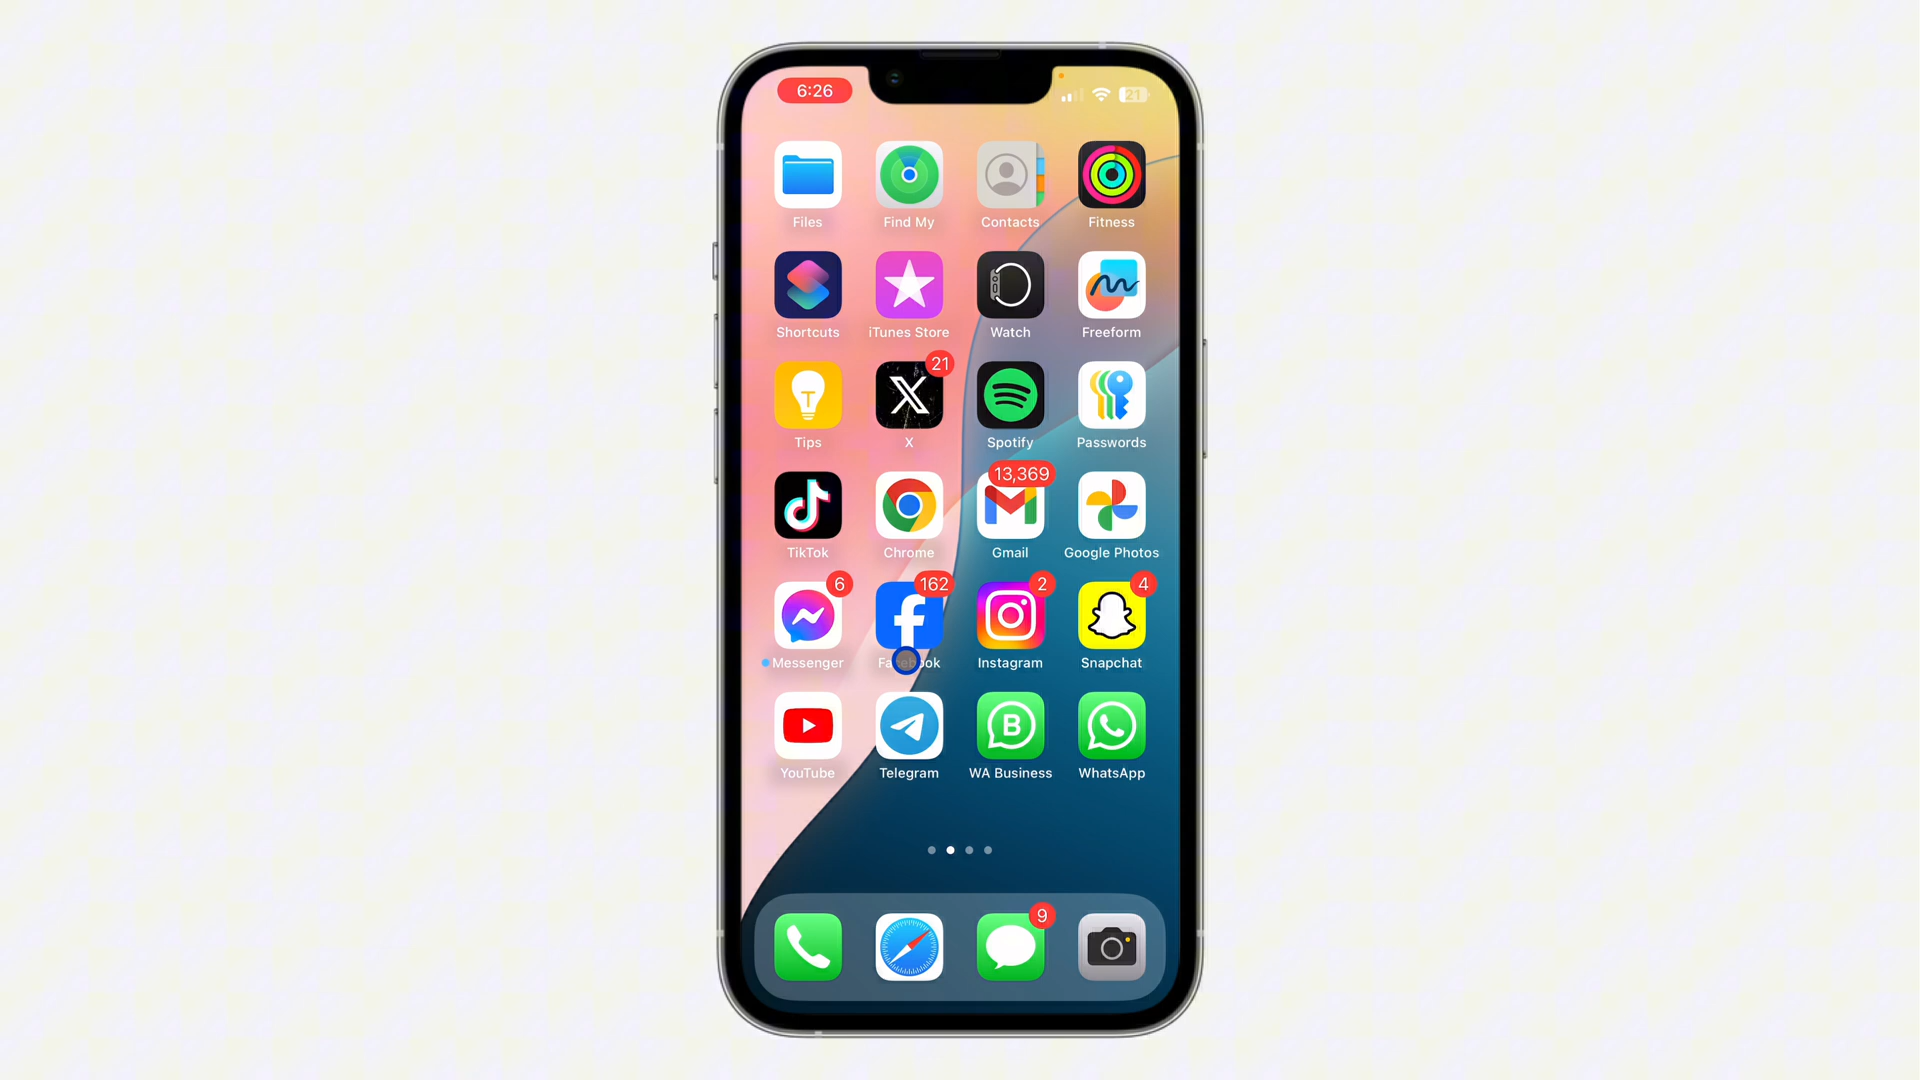 6:26
21
Files
Find My
Contacts
Fitness
Shortcuts
iTunes Store
Watch
Freeform
T
21
Tips
X
Spotify
Passwords
13,369
TikTok
Chrome
Gmail
Google Photos
6
162
2
4
Messenger
Facebook
Instagram
Snapchat
B
YouTube
Telegram
WA Business
WhatsApp
9